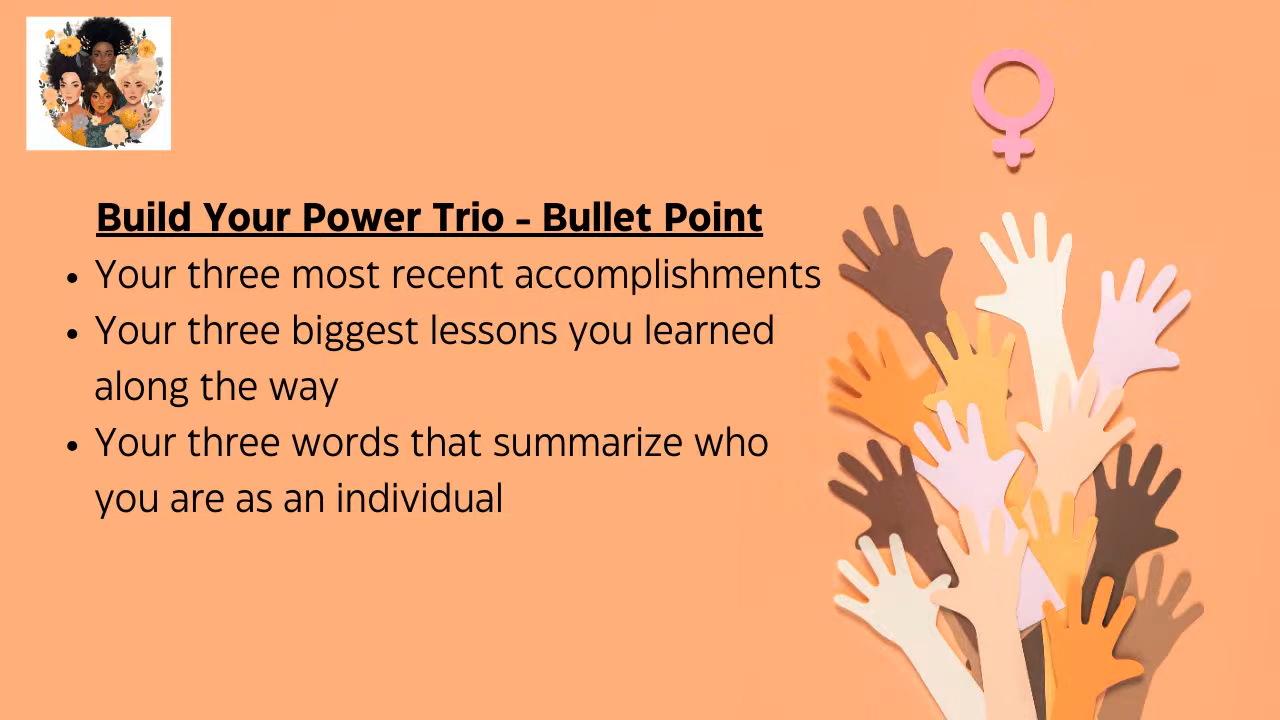 Build Your Power Trio - Bullet Point
• Your three most recent accomplishments
• Your three biggest lessons you learned
along the way
• Your three words that summarize who
you are as an individual